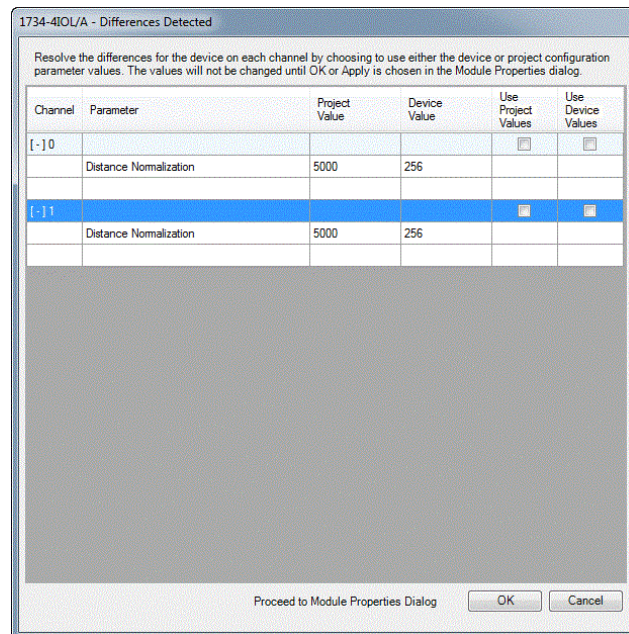 1734-4IOL/A - Differences Detected
Resolve the differences for the device on each channel by choosing to use either the device or project configuration
parameter values. The values will not be changed until OK or Apply is chosen in the Module Properties dialog.
Channel Parameter Project Value Device Value Use Project Values Use Device Values
[-] 0
Distance Normalization 5000 256
[-] 1
Distance Normalization 5000 256
Proceed to Module Properties Dialog OK Cancel